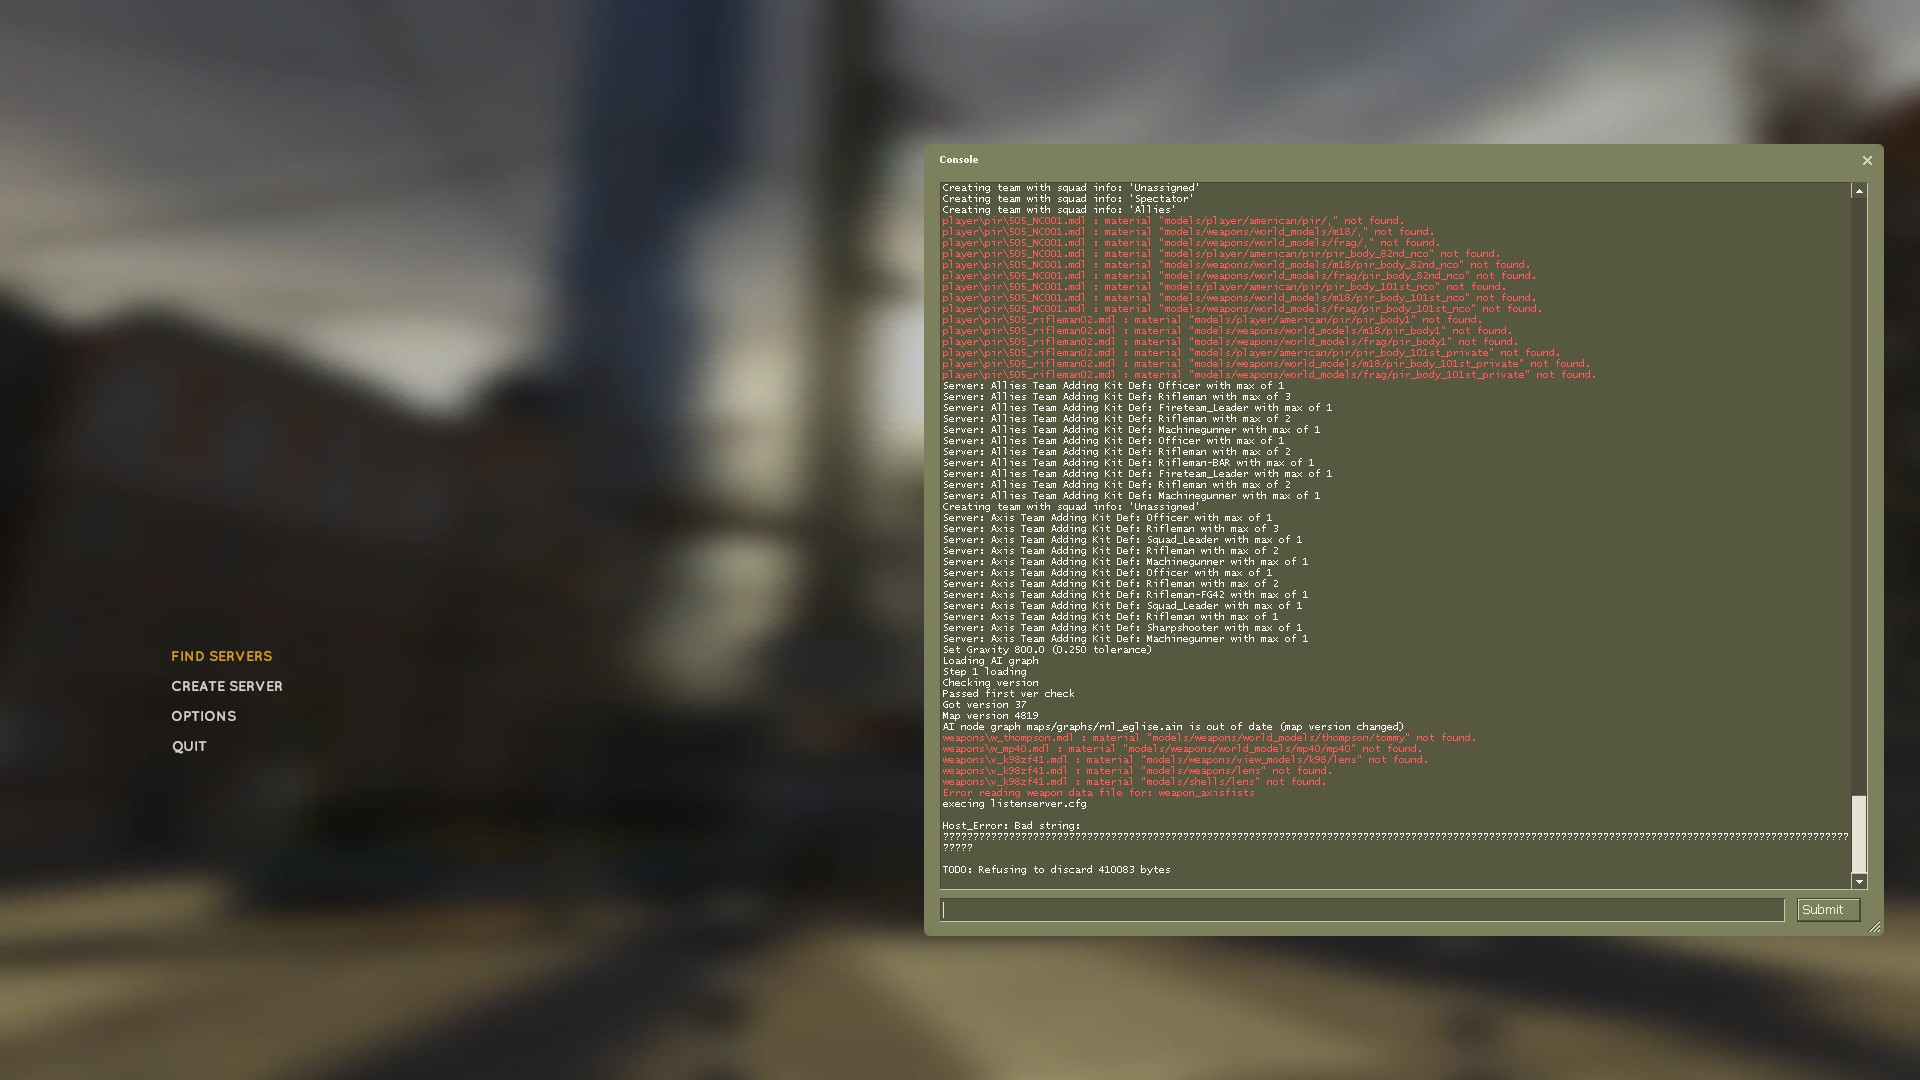 Console
Creating team with squad info: 'Unassigned'
Creating team with squad info: 'Spectator'
Creating team with squad info: 'Allies'
player\pir\505_NCO01.mdl : material "models/player/american/pir/," not found.
player\pir\505_NCO01.mdl : material "models/weapons/world_models/m18/," not found.
player\pir\505_NCO01.mdl : material "models/weapons/world_models/frag/," not found.
player\pir\505_NCO01.mdl : material "models/player/american/pir/pir_body_82nd_nco" not found.
player\pir\505_NCO01.mdl : material "models/weapons/world_models/m18/pir_body_82nd_nco" not found.
player\pir\505_NCO01.mdl : material "models/weapons/world_models/frag/pir_body_82nd_nco" not found.
player\pir\505_NCO01.mdl : material "models/player/american/pir/pir_body_101st_nco" not found.
player\pir\505_NCO01.mdl : material "models/weapons/world_models/m18/pir_body_101st_nco" not found.
player\pir\505_NCO01.mdl : material "models/weapons/world_models/frag/pir_body_101st_nco" not found.
player\pir\505_rifleman02.mdl : material "models/player/american/pir/pir_body1" not found.
player\pir\505_rifleman02.mdl : material "models/weapons/world_models/m18/pir_body1" not found.
player\pir\505_rifleman02.mdl : material "models/weapons/world_models/frag/pir_body1" not found.
player\pir\505_rifleman02.mdl : material "models/player/american/pir/pir_body_101st_private" not found.
player\pir\505_rifleman02.mdl : material "models/weapons/world_models/m18/pir_body_101st_private" not found.
player\pir\505_rifleman02.mdl : material "models/weapons/world_models/frag/pir_body_101st_private" not found.
Server: Allies Team Adding Kit Def: Officer with max of 1
Server: Allies Team Adding Kit Def: Rifleman with max of 3
Server: Allies Team Adding Kit Def: Fireteam_Leader with max of 1
Server: Allies Team Adding Kit Def: Rifleman with max of 2
Server: Allies Team Adding Kit Def: Machinegunner with max of 1
Server: Allies Team Adding Kit Def: Officer with max of 1
Server: Allies Team Adding Kit Def: Rifleman with max of 2
Server: Allies Team Adding Kit Def: Rifleman-BAR with max of 1
Server: Allies Team Adding Kit Def: Fireteam_Leader with max of 1
Server: Allies Team Adding Kit Def: Rifleman with max of 2
Server: Allies Team Adding Kit Def: Machinegunner with max of 1
Creating team with squad info: 'Unassigned'
Server: Axis Team Adding Kit Def: Officer with max of 1
Server: Axis Team Adding Kit Def: Rifleman with max of 3
Server: Axis Team Adding Kit Def: Squad_Leader with max of 1
Server: Axis Team Adding Kit Def: Rifleman with max of 2
Server: Axis Team Adding Kit Def: Machinegunner with max of 1
Server: Axis Team Adding Kit Def: Officer with max of 1
Server: Axis Team Adding Kit Def: Rifleman with max of 2
Server: Axis Team Adding Kit Def: Rifleman-FG42 with max of 1
Server: Axis Team Adding Kit Def: Squad_Leader with max of 1
Server: Axis Team Adding Kit Def: Rifleman with max of 1
Server: Axis Team Adding Kit Def: Sharpshooter with max of 1
Server: Axis Team Adding Kit Def: Machinegunner with max of 1
Set Gravity 800.0 (0.250 tolerance)
Loading AI graph
Step 1 loading
Checking version
Passed first ver check
Got version 37
Map version 4819
AI node graph maps/graphs/rnl_eglise.ain is out of date (map version changed)
weapons\w_thompson.mdl : material "models/weapons/world_models/thompson/tommy" not found.
weapons\w_mp40.mdl : material "models/weapons/world_models/mp40/mp40" not found.
weapons\v_k98zf41.mdl : material "models/weapons/view_models/k98/lens" not found.
weapons\v_k98zf41.mdl : material "models/weapons/lens" not found.
weapons\v_k98zf41.mdl : material "models/shells/lens" not found.
Error reading weapon data file for: weapon_axisfists
execing listenserver.cfg
Host_Error: Bad string:
???????????????????????????????????????????????????????????????????????????????????????????????????????????????????????????????????????????????????????
?????
TODO: Refusing to discard 410083 bytes
Submit
FIND SERVERS
CREATE SERVER
OPTIONS
QUIT